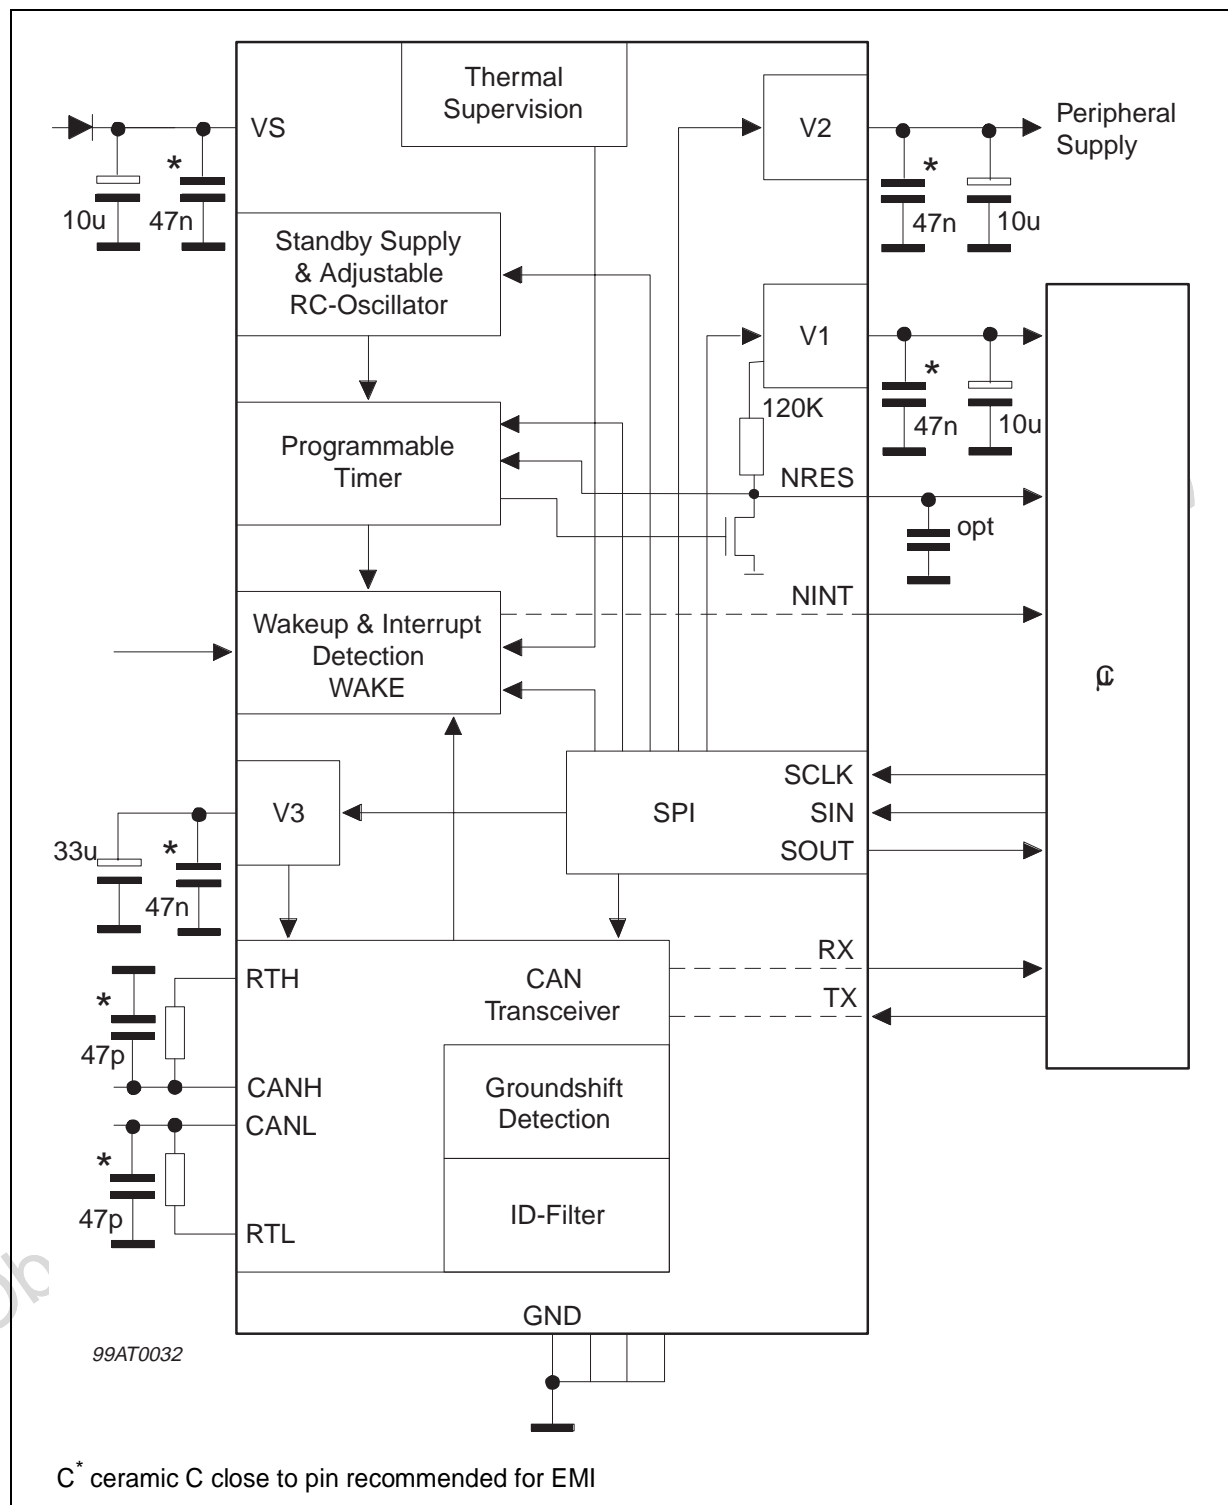 Thermal
Supervision
VS
V2
Peripheral
Supply
*
10u
47n
*
47n
10u
Standby Supply
& Adjustable
RC-Oscillator
V1
*
47n
10u
120K
Programmable
Timer
NRES
opt
NINT
Wakeup & Interrupt
Detection
WAKE
μC
SCLK
SIN
SOUT
SPI
V3
33u
*
47n
RTH
CAN
Transceiver
RX
TX
*
47p
CANH
CANL
Groundshift
Detection
*
47p
RTL
ID-Filter
GND
99AT0032
C* ceramic C close to pin recommended for EMI